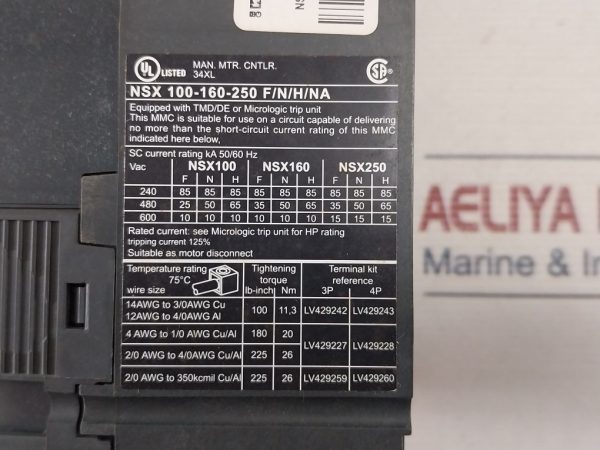 UL LISTED MAN. MTR. CNTLR.
34XL
NSX 100-160-250 F/N/H/NA
Equipped with TMD/DE or Micrologic trip unit
This MMC is suitable for use on a circuit capable of delivering
no more than the short-circuit current rating of this MMC
indicated here below,
SC current rating kA 50/60 Hz
Vac NSX100 NSX160 NSX250
F N H F N H F N H
240 85 85 85 85 85 85 85 85 85
480 25 50 65 35 50 65 35 50 65
600 10 10 10 10 10 10 15 15 15
Rated current: see Micrologic trip unit for HP rating
tripping current 125%
Suitable as motor disconnect
Temperature rating Tightening Terminal kit
75°C torque reference
wire size lb-inch Nm 3P 4P
14AWG to 3/0AWG Cu
12AWG to 4/0AWG Al 100 11,3 LV429242 LV429243
4 AWG to 1/0 AWG Cu/Al 180 20
LV429227 LV429228
2/0 AWG to 4/0AWG Cu/Al 225 26
2/0 AWG to 350kcmil Cu/Al 225 26 LV429259 LV429260
AELIYA
Marine & In